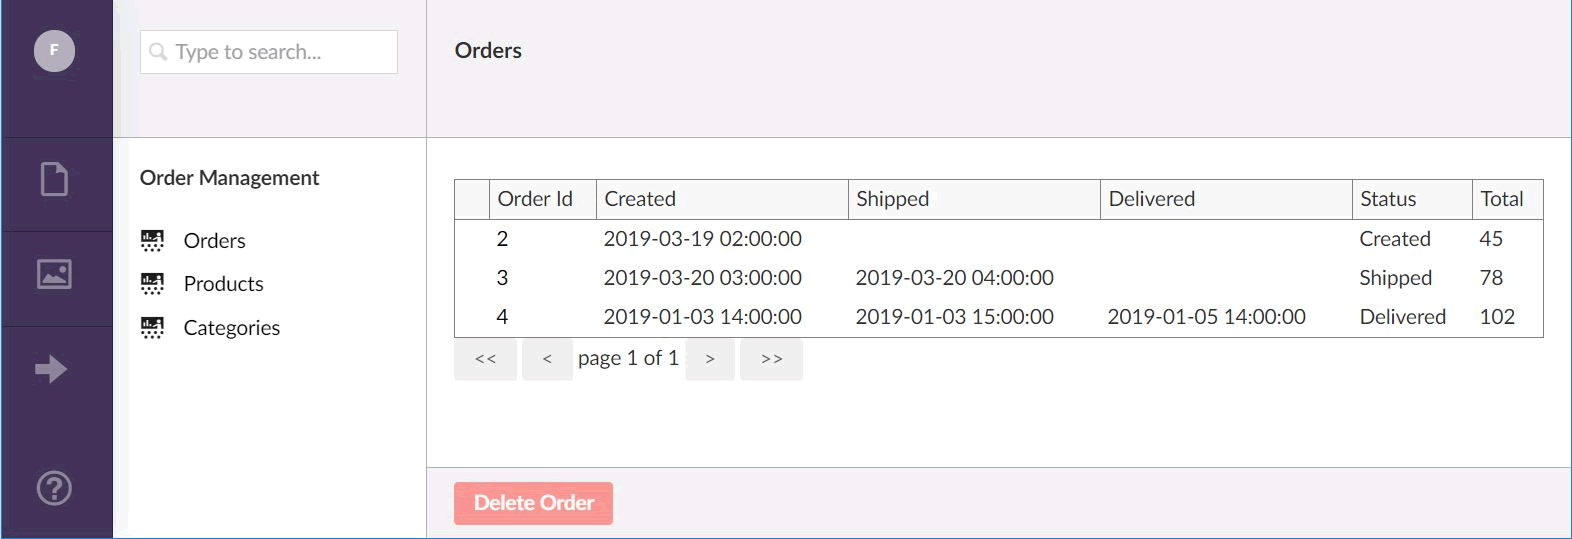 F
Type to search...
Orders
Order Management
Orders
Products
Categories
Order Id Created Shipped Delivered Status Total
2 2019-03-19 02:00:00 Created 45
3 2019-03-20 03:00:00 2019-03-20 04:00:00 Shipped 78
4 2019-01-03 14:00:00 2019-01-03 15:00:00 2019-01-05 14:00:00 Delivered 102
<< < page 1 of 1 > >>
Delete Order